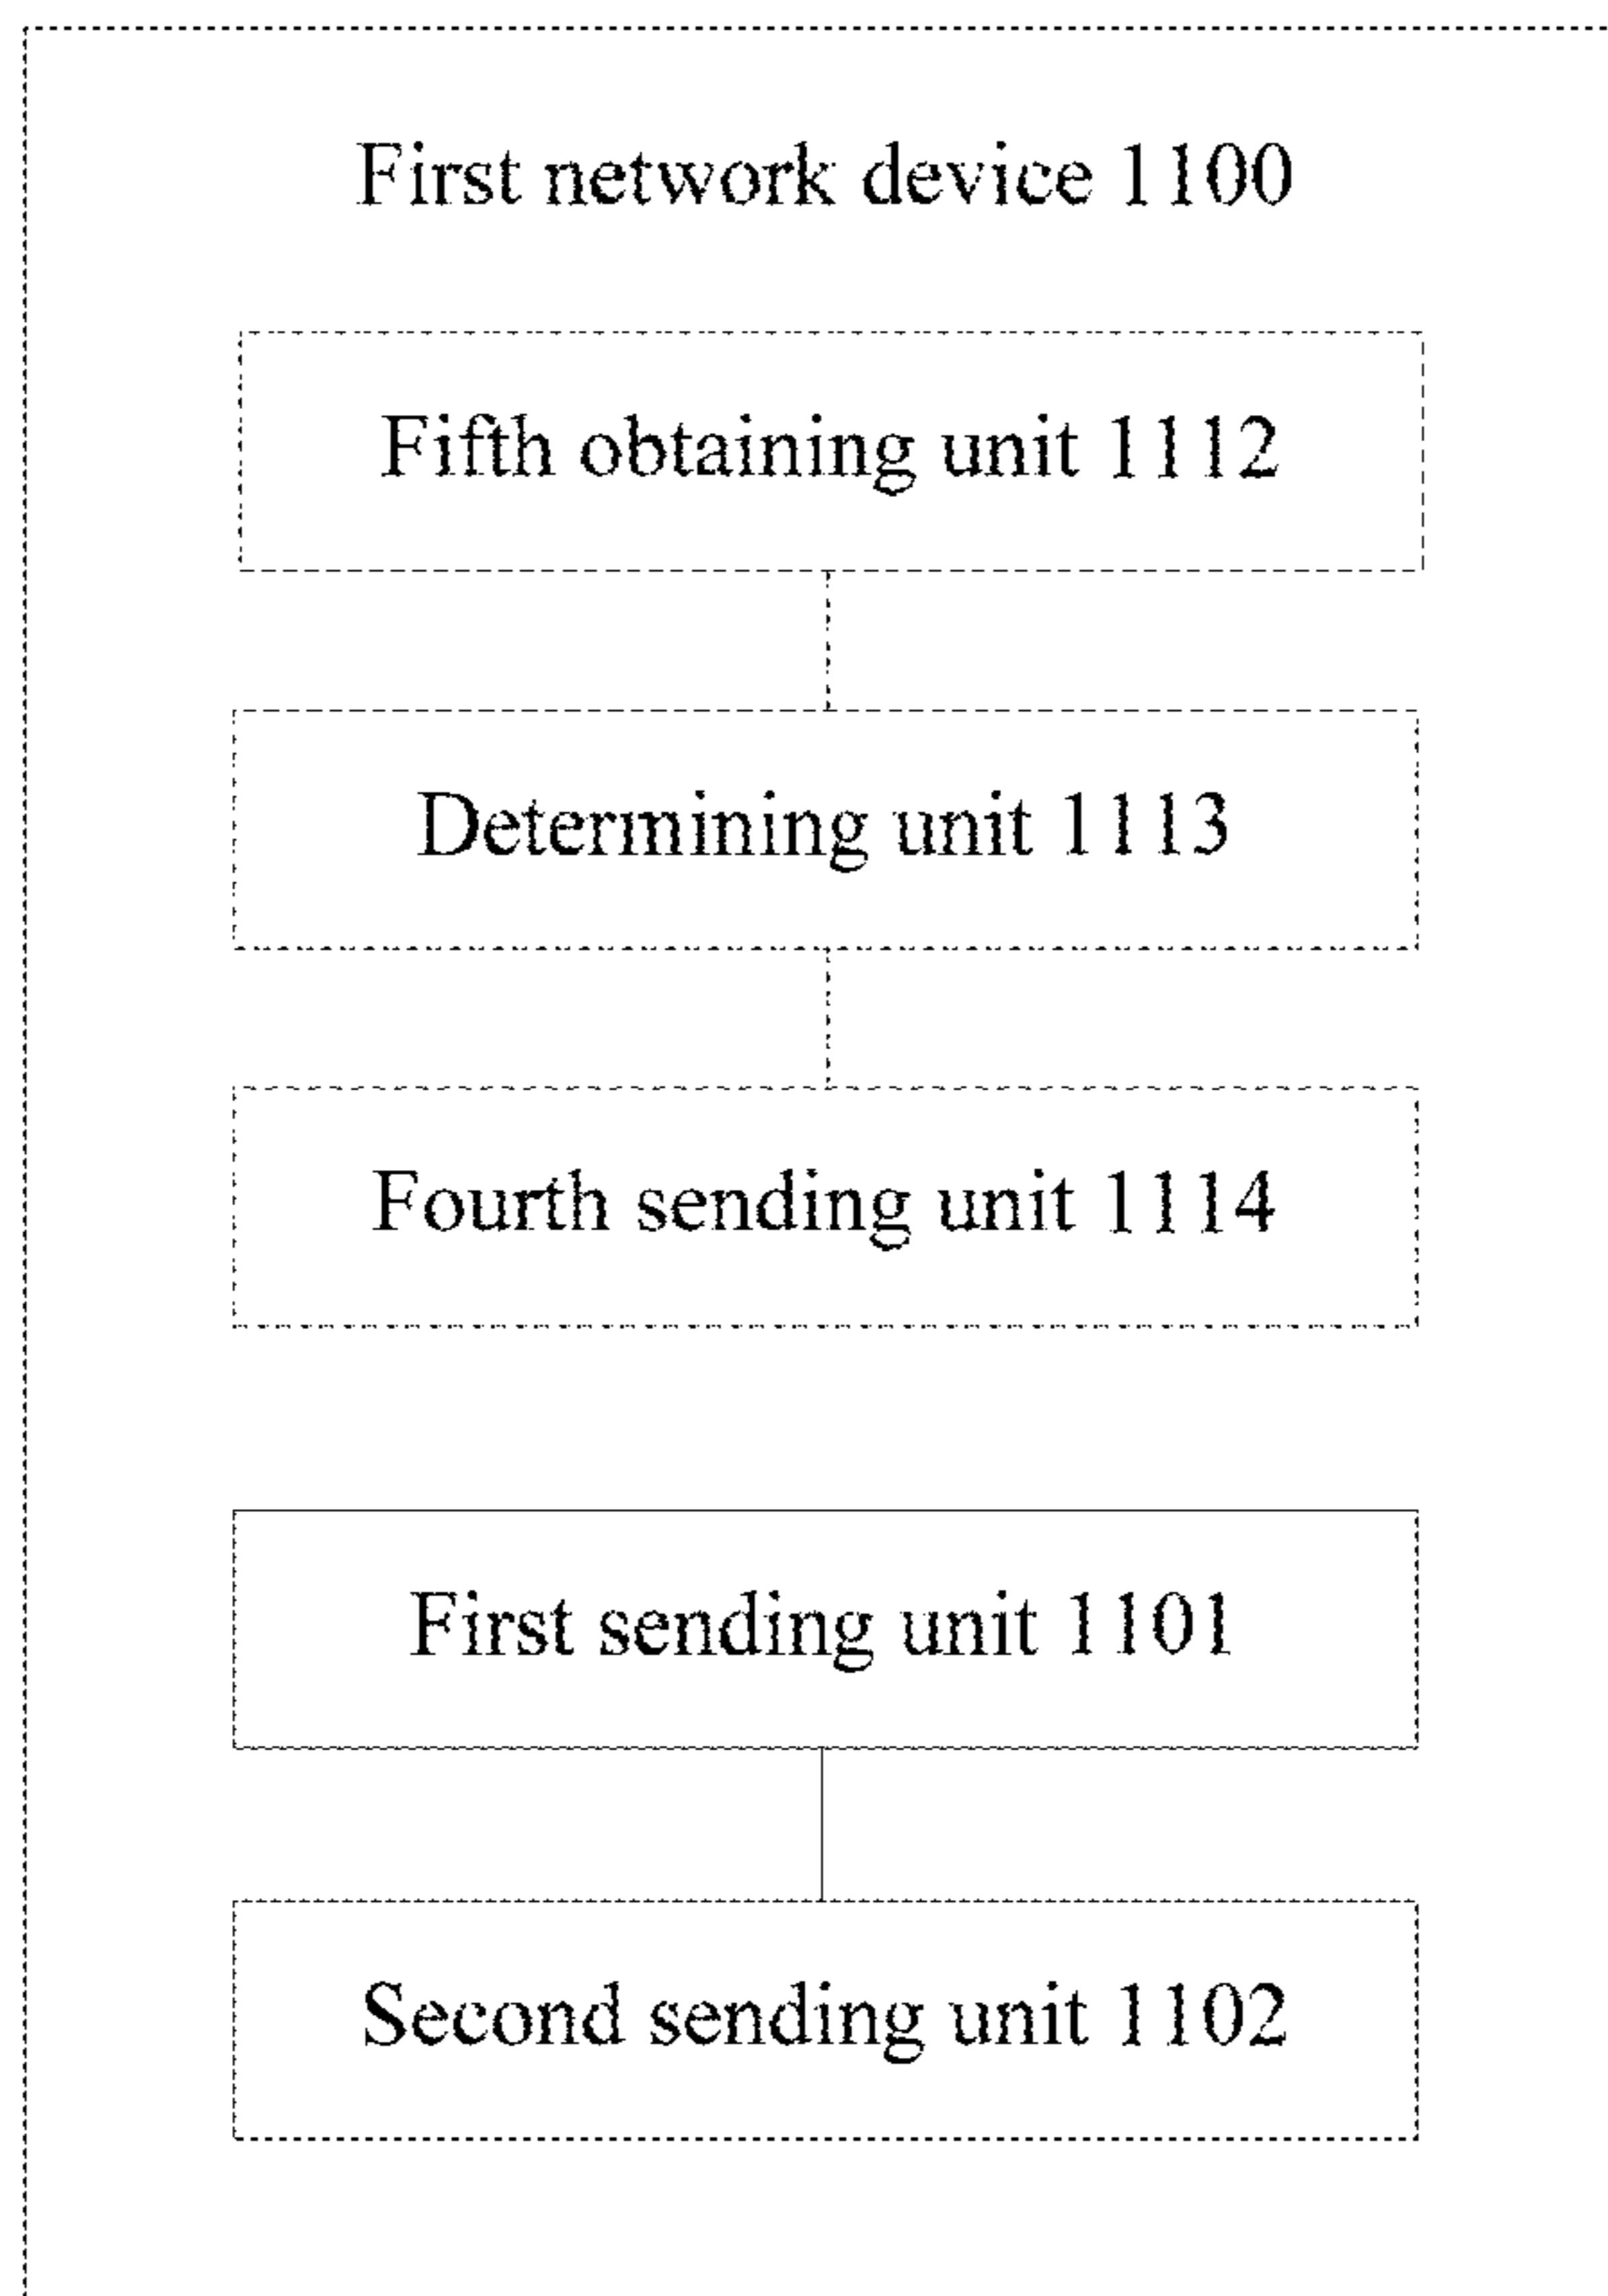 First network device 1100
Fifth obtaining unit 1112
Determining unit 1113
Fourth sending unit 1114
First sending unit 1101
Second sending unit 1102